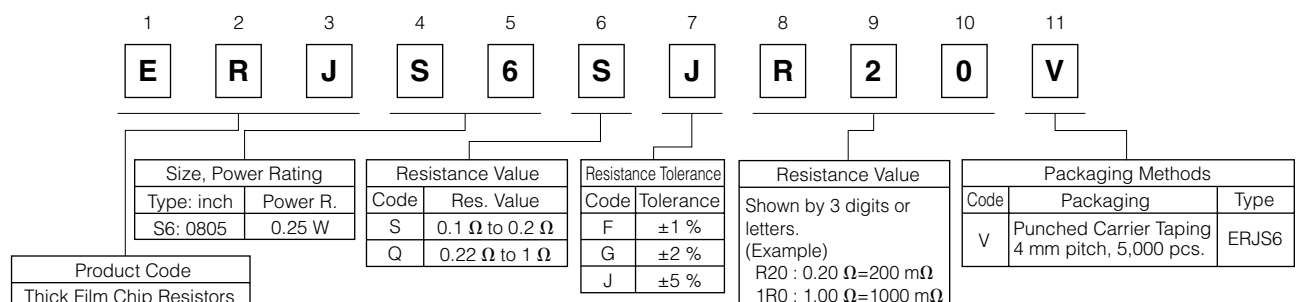 1 2 3 4 5 6 7 8 9 10 11
E R J S 6 S J R 2 0 V
Size, Power Rating
Type: inch Power R.
S6: 0805 0.25 W
Resistance Value
Code Res. Value
S 0.1 Ω to 0.2 Ω
Q 0.22 Ω to 1 Ω
Resistance Tolerance
Code Tolerance
F ±1 %
G ±2 %
J ±5 %
Resistance Value
Shown by 3 digits or
letters.
(Example)
R20 : 0.20 Ω=200 mΩ
1R0 : 1.00 Ω=1000 mΩ
Packaging Methods
Code Packaging Type
V Punched Carrier Taping
4 mm pitch, 5,000 pcs. ERJS6
Product Code
Thick Film Chip Resistors